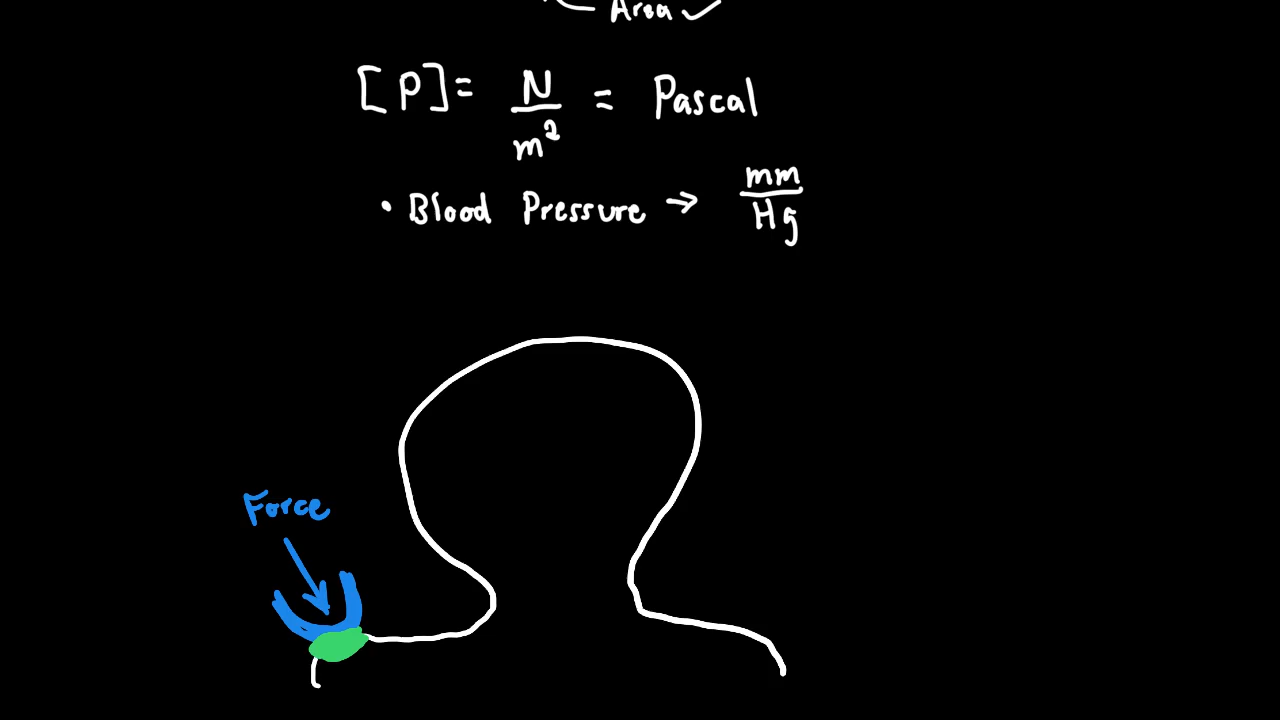 Area ✓
[P] = N/m² = Pascal
• Blood Pressure → mm/Hg
Force